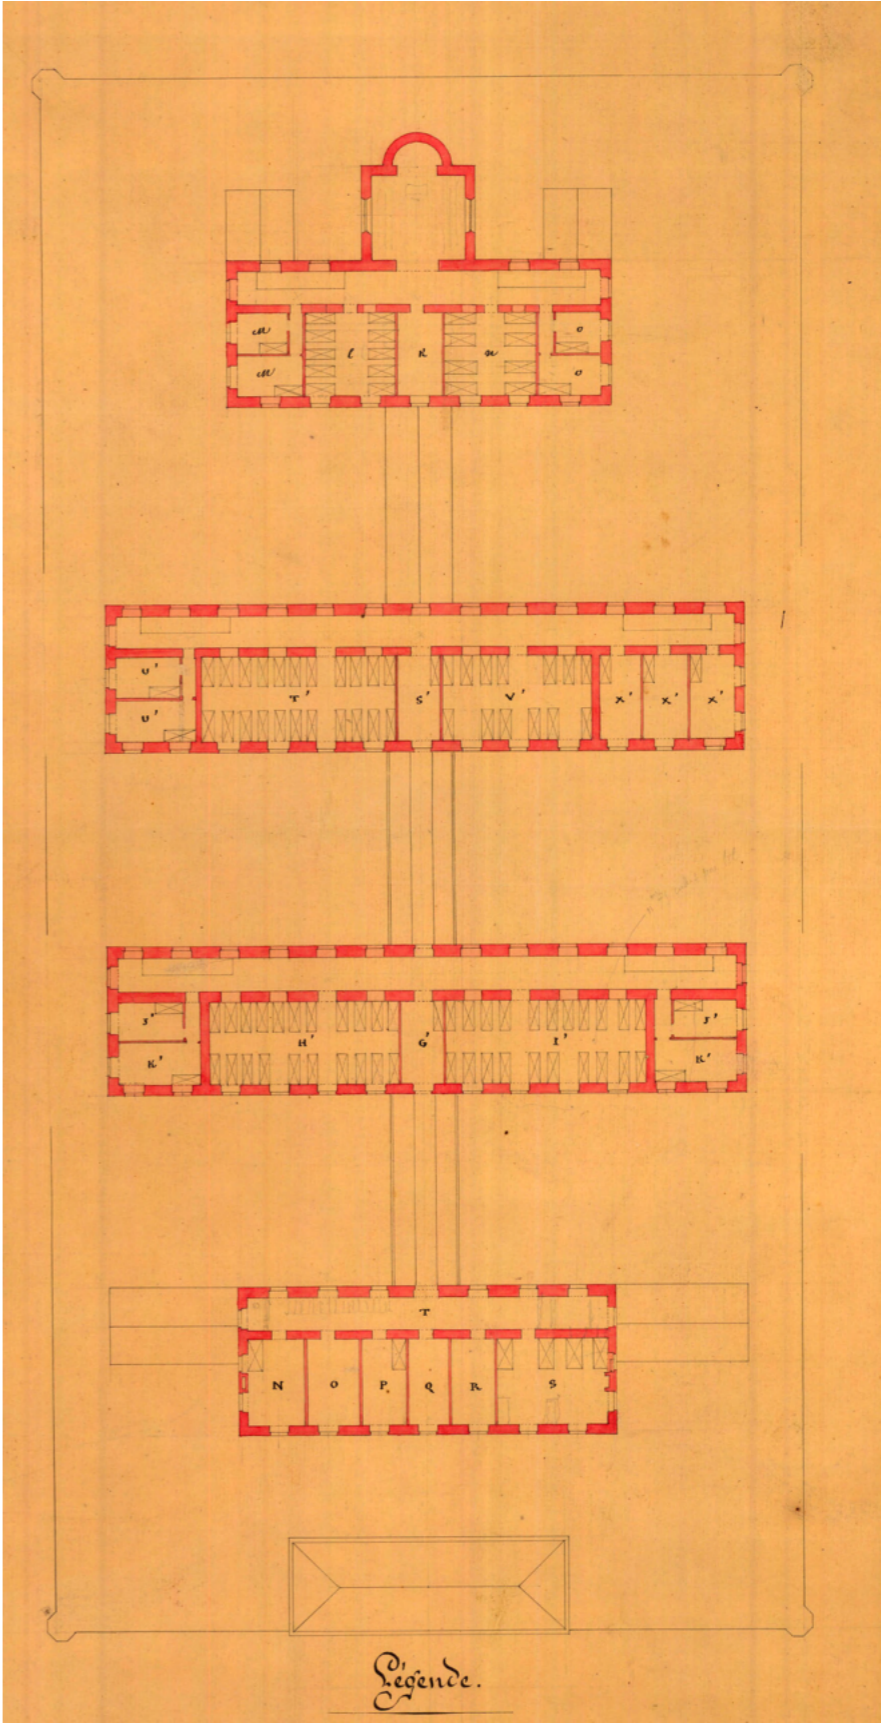 M l K n O
M O
U' T' S' V' X' X' X'
U'
J' H' G' I' J'
K' K'
T
N O P. Q R S
Légende.